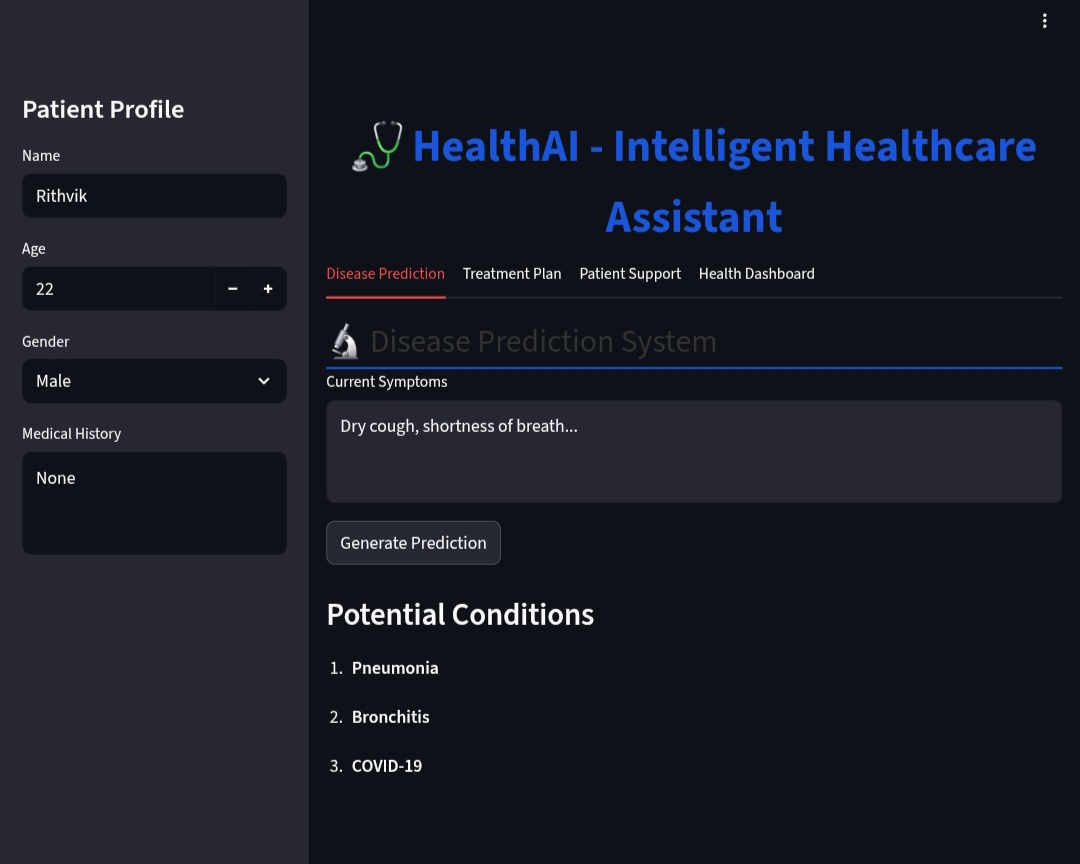 Patient Profile
Name
Rithvik
Age
22
Gender
Male
Medical History
None
HealthAI - Intelligent Healthcare
Assistant
Disease Prediction Treatment Plan Patient Support Health Dashboard
Disease Prediction System
Current Symptoms
Dry cough, shortness of breath...
Generate Prediction
Potential Conditions
1. Pneumonia
2. Bronchitis
3. COVID-19